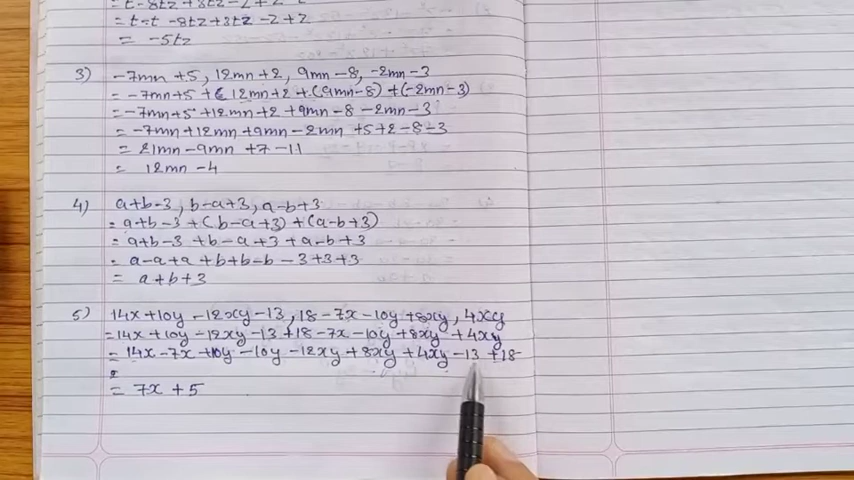 = t - 8tz + 3tz - z + z
= t - t - 8tz + 3tz - z + z
= -5tz
3) -7mn + 5, 12mn + 2, 9mn - 8, -2mn - 3
= -7mn + 5 + ( 12mn + 2 + (9mn - 8) + (-2mn - 3)
= -7mn + 5 + 12mn + 2 + 9mn - 8 - 2mn - 3
= -7mn + 12mn + 9mn - 2mn + 5 + 2 - 8 - 3
= 21mn - 9mn + 7 - 11
= 12mn - 4
4) a + b - 3, b - a + 3, a - b + 3
= a + b - 3 + (b - a + 3) + (a - b + 3)
= a + b - 3 + b - a + 3 + a - b + 3
= a - a + a + b + b - b - 3 + 3 + 3
= a + b + 3
5) 14x + 10y - 12xy - 13, 18 - 7x - 10y + 8xy, 4xy
= 14x + 10y - 12xy - 13 + 18 - 7x - 10y + 8xy + 4xy
= 14x - 7x + 10y - 10y - 12xy + 8xy + 4xy - 13 + 18
= 7x + 5